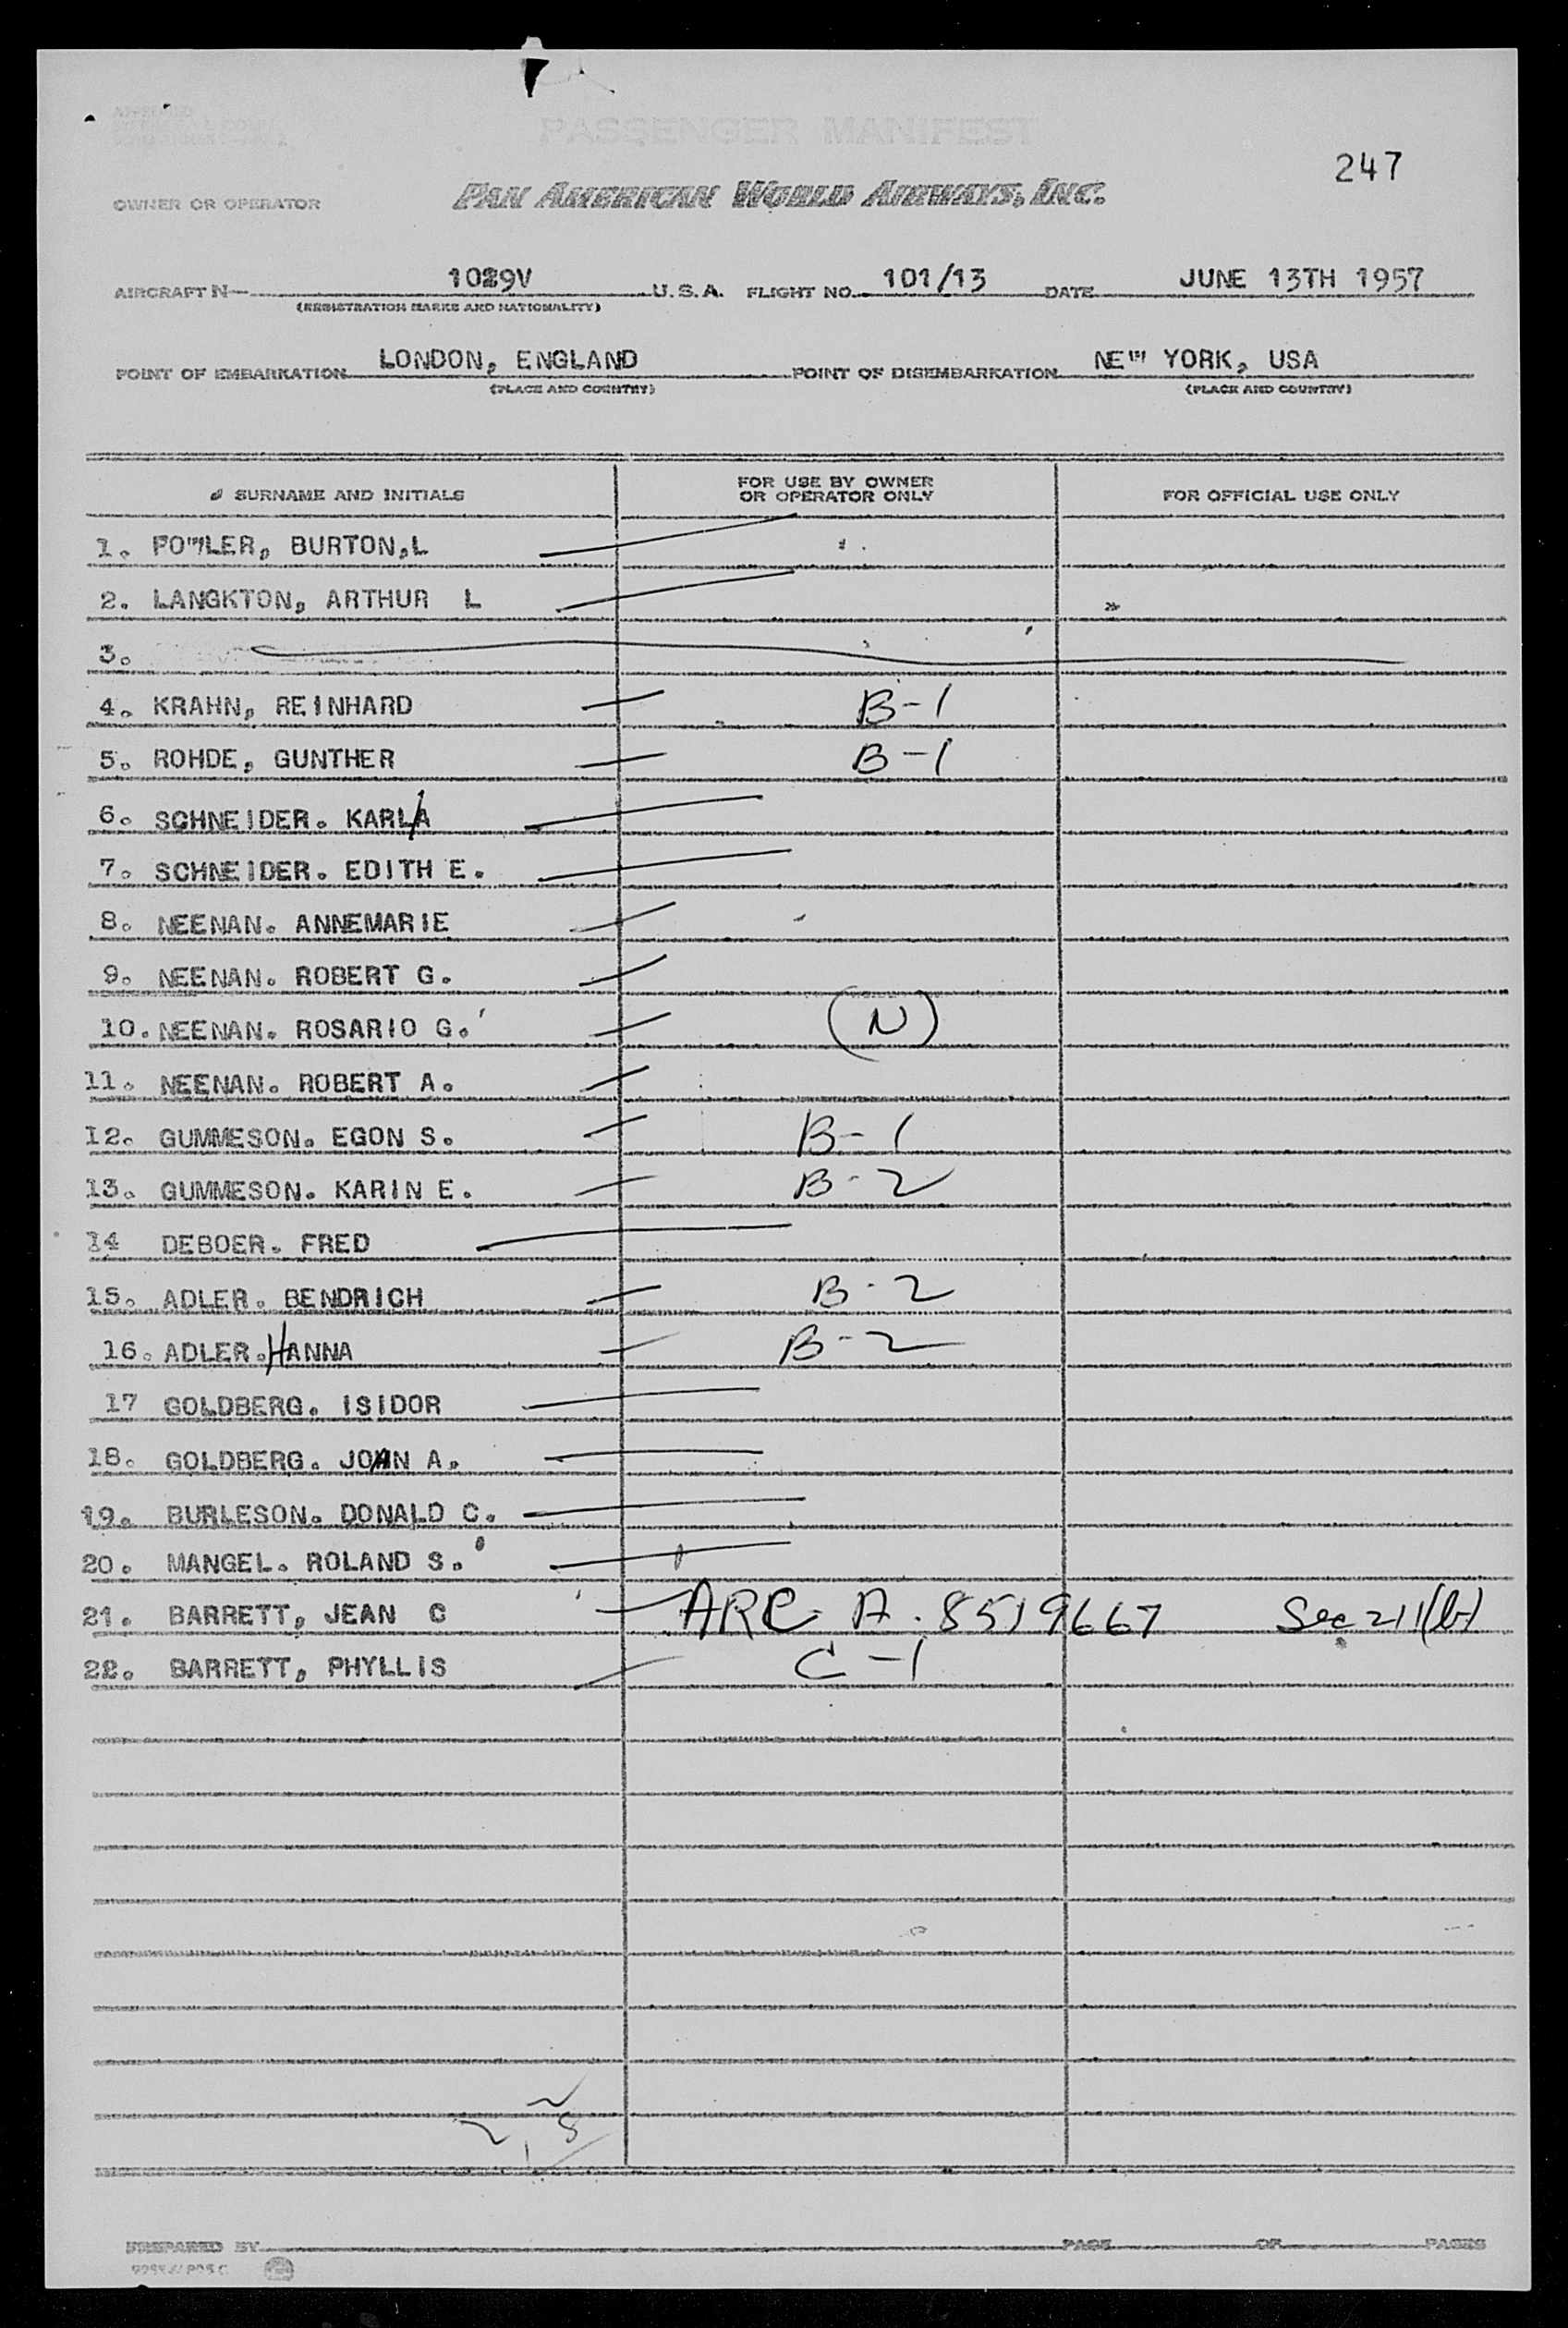 PASSENGER MANIFEST
247
OWNER OR OPERATOR PAN AMERICAN WORLD AIRWAYS, INC.
AIRCRAFT N— 1029V U. S. A. FLIGHT NO. 101/13 DATE JUNE 13TH 1957
(REGISTRATION MARKS AND NATIONALITY)
POINT OF EMBARKATION LONDON, ENGLAND POINT OF DISEMBARKATION NEW YORK, USA
(PLACE AND COUNTRY) (PLACE AND COUNTRY)
SURNAME AND INITIALS FOR USE BY OWNER OR OPERATOR ONLY FOR OFFICIAL USE ONLY
1. FOWLER, BURTON,L
2. LANGKTON, ARTHUR L
3.
4. KRAHN, REINHARD B-1
5. ROHDE, GUNTHER B-1
6. SCHNEIDER. KARLA
7. SCHNEIDER. EDITH E.
8. NEENAN. ANNEMARIE
9. NEENAN. ROBERT G.
10. NEENAN. ROSARIO G. (N)
11. NEENAN. ROBERT A.
12. GUMMESON. EGON S. B-1
13. GUMMESON. KARIN E. B-2
14 DEBOER. FRED
15. ADLER. BENDRICH B-2
16. ADLER. HANNA B-2
17 GOLDBERG. ISIDOR
18. GOLDBERG. JOAN A.
19. BURLESON. DONALD C.
20. MANGEL. ROLAND S.
21. BARRETT, JEAN C ARC A-8519667 Sec 211(b)
22. BARRETT, PHYLLIS C-1
PREPARED BY PAGE OF PAGES